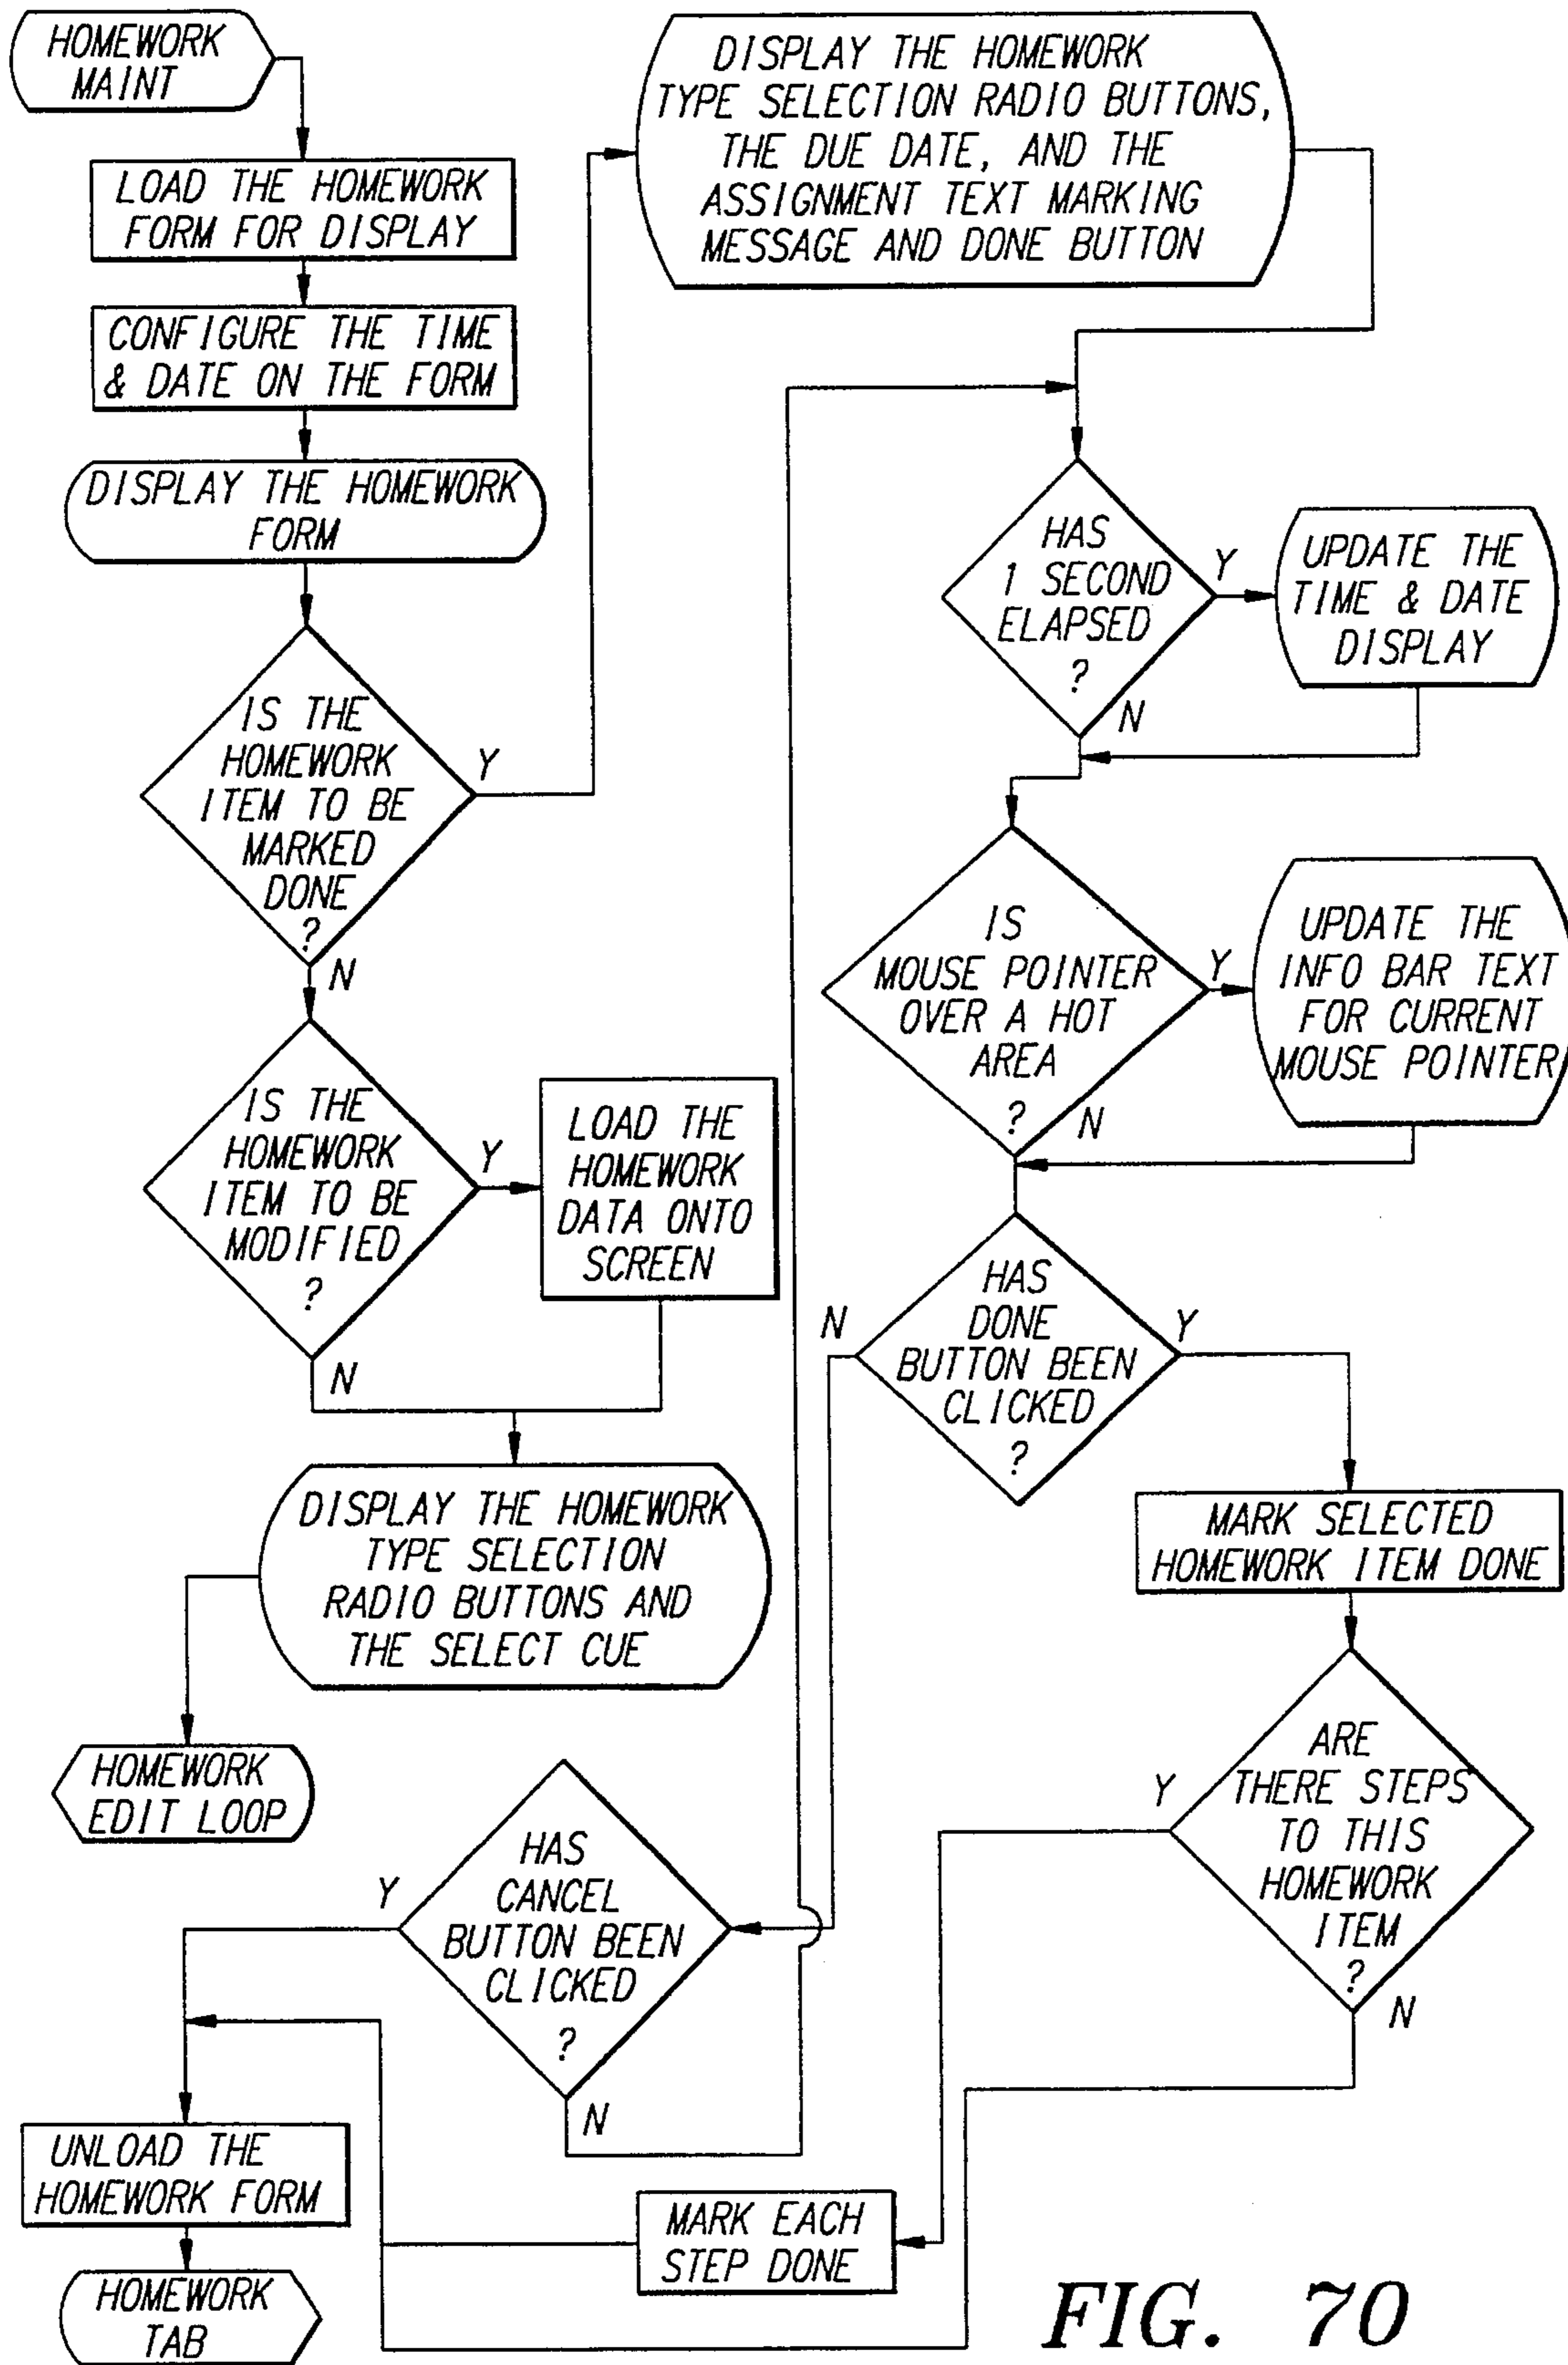 HOMEWORK
MAINT
LOAD THE HOMEWORK
FORM FOR DISPLAY
CONFIGURE THE TIME
& DATE ON THE FORM
DISPLAY THE HOMEWORK
FORM
IS THE
HOMEWORK
ITEM TO BE
MARKED
DONE
?
Y
N
IS THE
HOMEWORK
ITEM TO BE
MODIFIED
?
Y
N
LOAD THE
HOMEWORK
DATA ONTO
SCREEN
DISPLAY THE HOMEWORK
TYPE SELECTION
RADIO BUTTONS AND
THE SELECT CUE
HOMEWORK
EDIT LOOP
DISPLAY THE HOMEWORK
TYPE SELECTION RADIO BUTTONS,
THE DUE DATE, AND THE
ASSIGNMENT TEXT MARKING
MESSAGE AND DONE BUTTON
HAS
1 SECOND
ELAPSED
?
Y
N
UPDATE THE
TIME & DATE
DISPLAY
IS
MOUSE POINTER
OVER A HOT
AREA
?
Y
N
UPDATE THE
INFO BAR TEXT
FOR CURRENT
MOUSE POINTER
HAS
DONE
BUTTON BEEN
CLICKED
?
N
Y
MARK SELECTED
HOMEWORK ITEM DONE
ARE
THERE STEPS
TO THIS
HOMEWORK
ITEM
?
Y
N
HAS
CANCEL
BUTTON BEEN
CLICKED
?
Y
N
MARK EACH
STEP DONE
UNLOAD THE
HOMEWORK FORM
HOMEWORK
TAB
FIG. 70